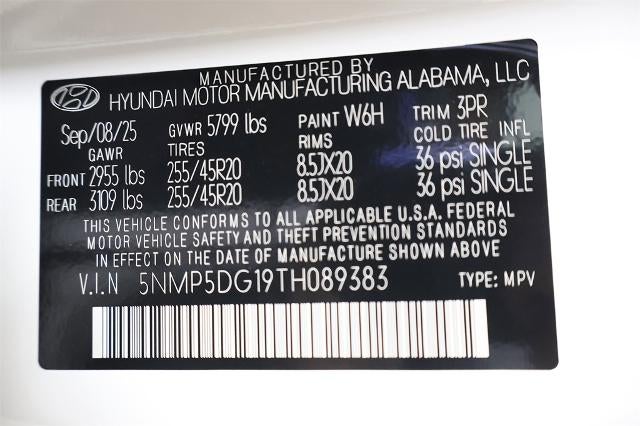 MANUFACTURED BY
HYUNDAI MOTOR MANUFACTURING ALABAMA, LLC
Sep/08/25 GVWR 5799 lbs PAINT W6H TRIM 3PR
GAWR TIRES RIMS COLD TIRE INFL
FRONT 2955 lbs 255/45R20 8.5JX20 36 psi SINGLE
REAR 3109 lbs 255/45R20 8.5JX20 36 psi SINGLE
THIS VEHICLE CONFORMS TO ALL APPLICABLE U.S.A. FEDERAL
MOTOR VEHICLE SAFETY AND THEFT PREVENTION STANDARDS
IN EFFECT ON THE DATE OF MANUFACTURE SHOWN ABOVE
V.I.N 5NMP5DG19TH089383 TYPE: MPV